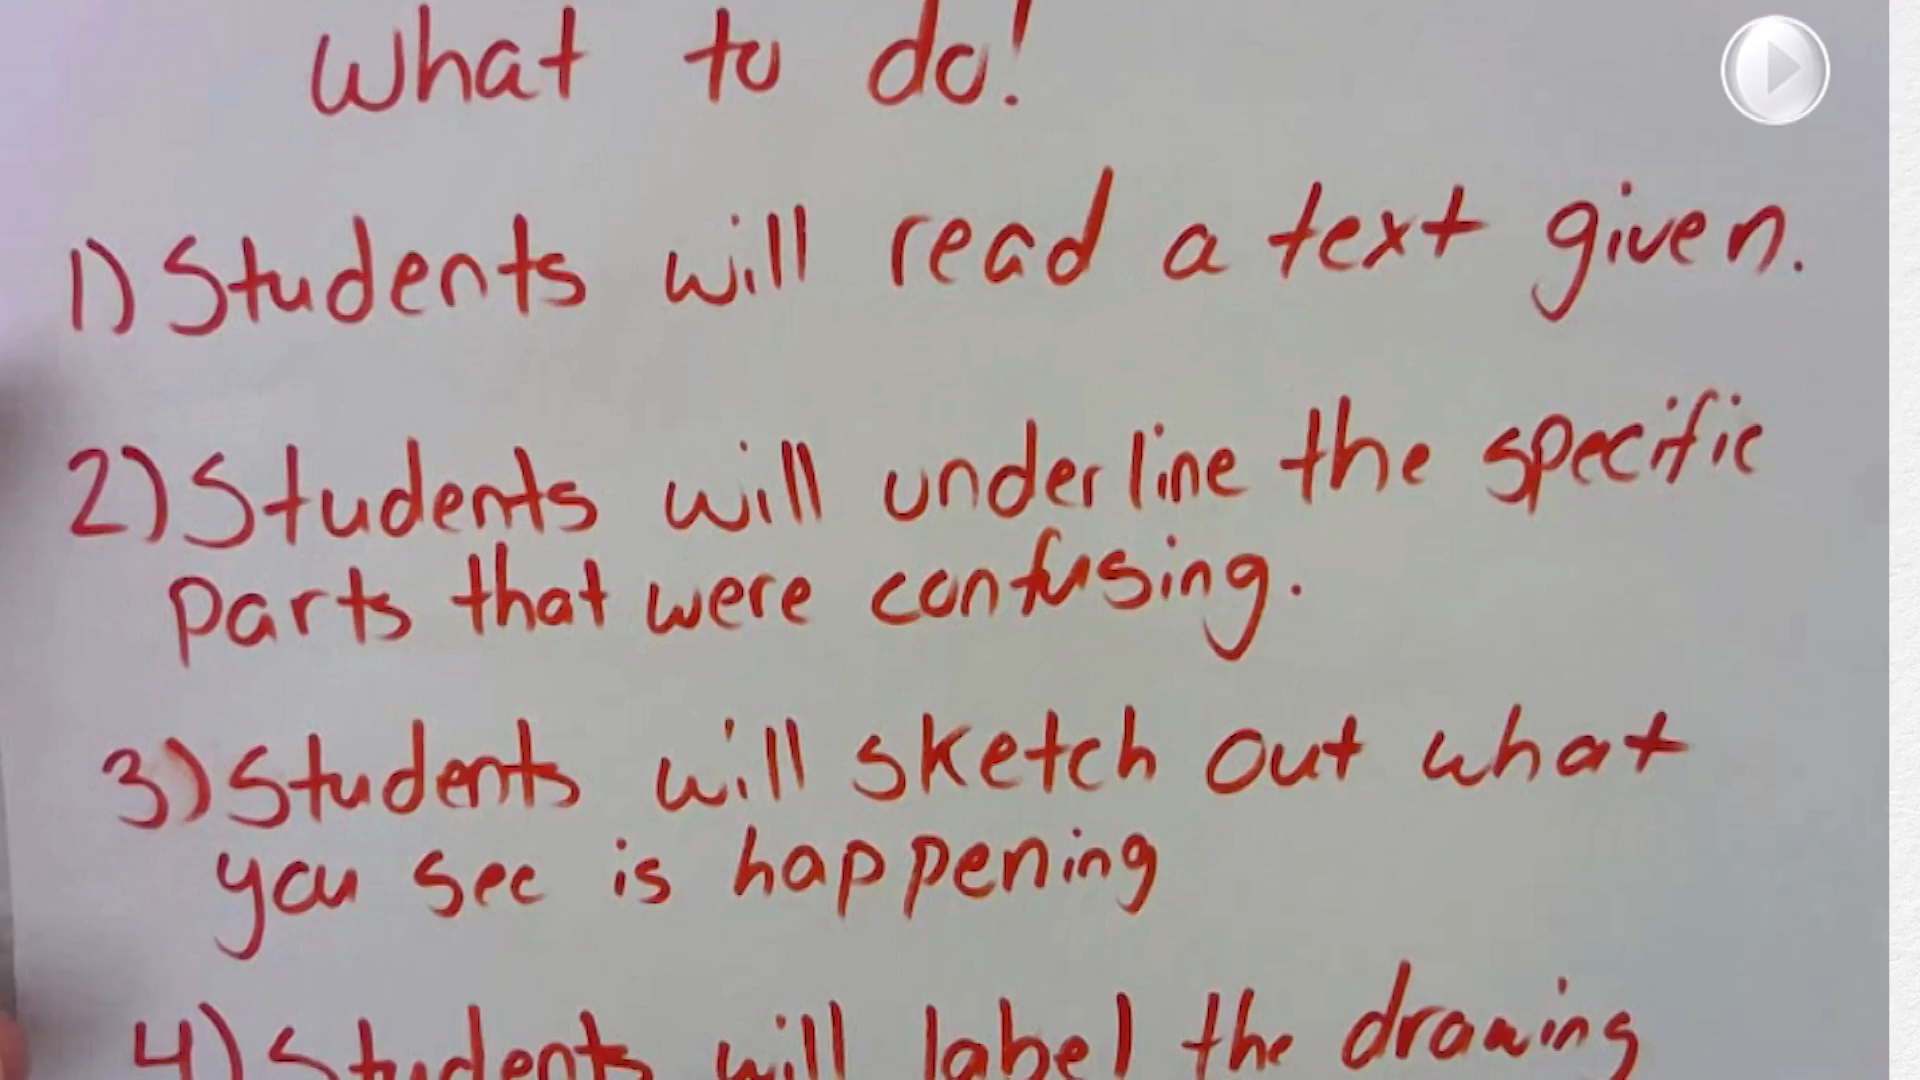 What to do!
1) Students will read a text given.
2) Students will underline the specific
parts that were confusing.
3) Students will sketch out what
you see is happening
4) Students will label the drawing